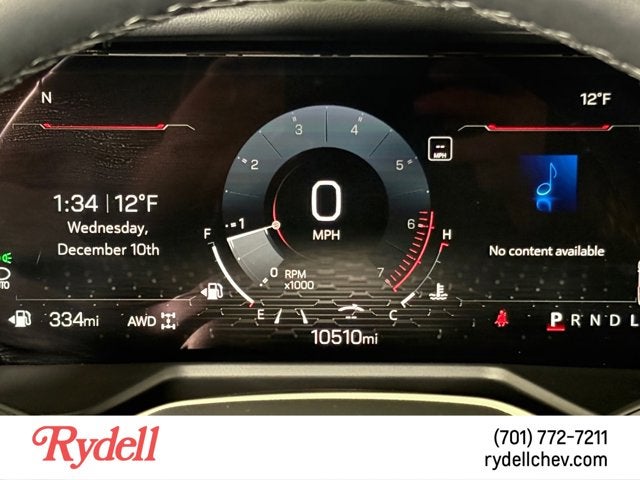 N
12°F
3 4
2 5
-- MPH
1:34 | 12°F
Wednesday,
December 10th
0
MPH
1 6
F H
0 RPM x1000 7
No content available
334mi AWD
E C
10510mi
P R N D L
Rydell
(701) 772-7211
rydellchev.com